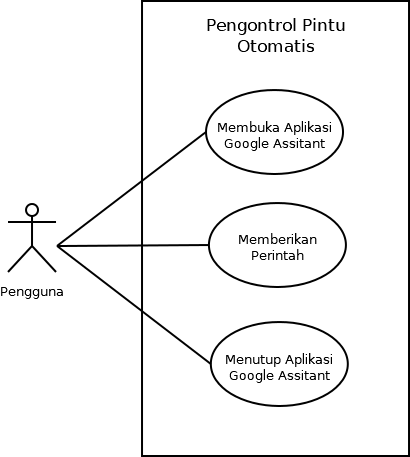 Pengontrol Pintu
Otomatis
Membuka Aplikasi
Google Assitant
Memberikan
Perintah
Pengguna
Menutup Aplikasi
Google Assitant